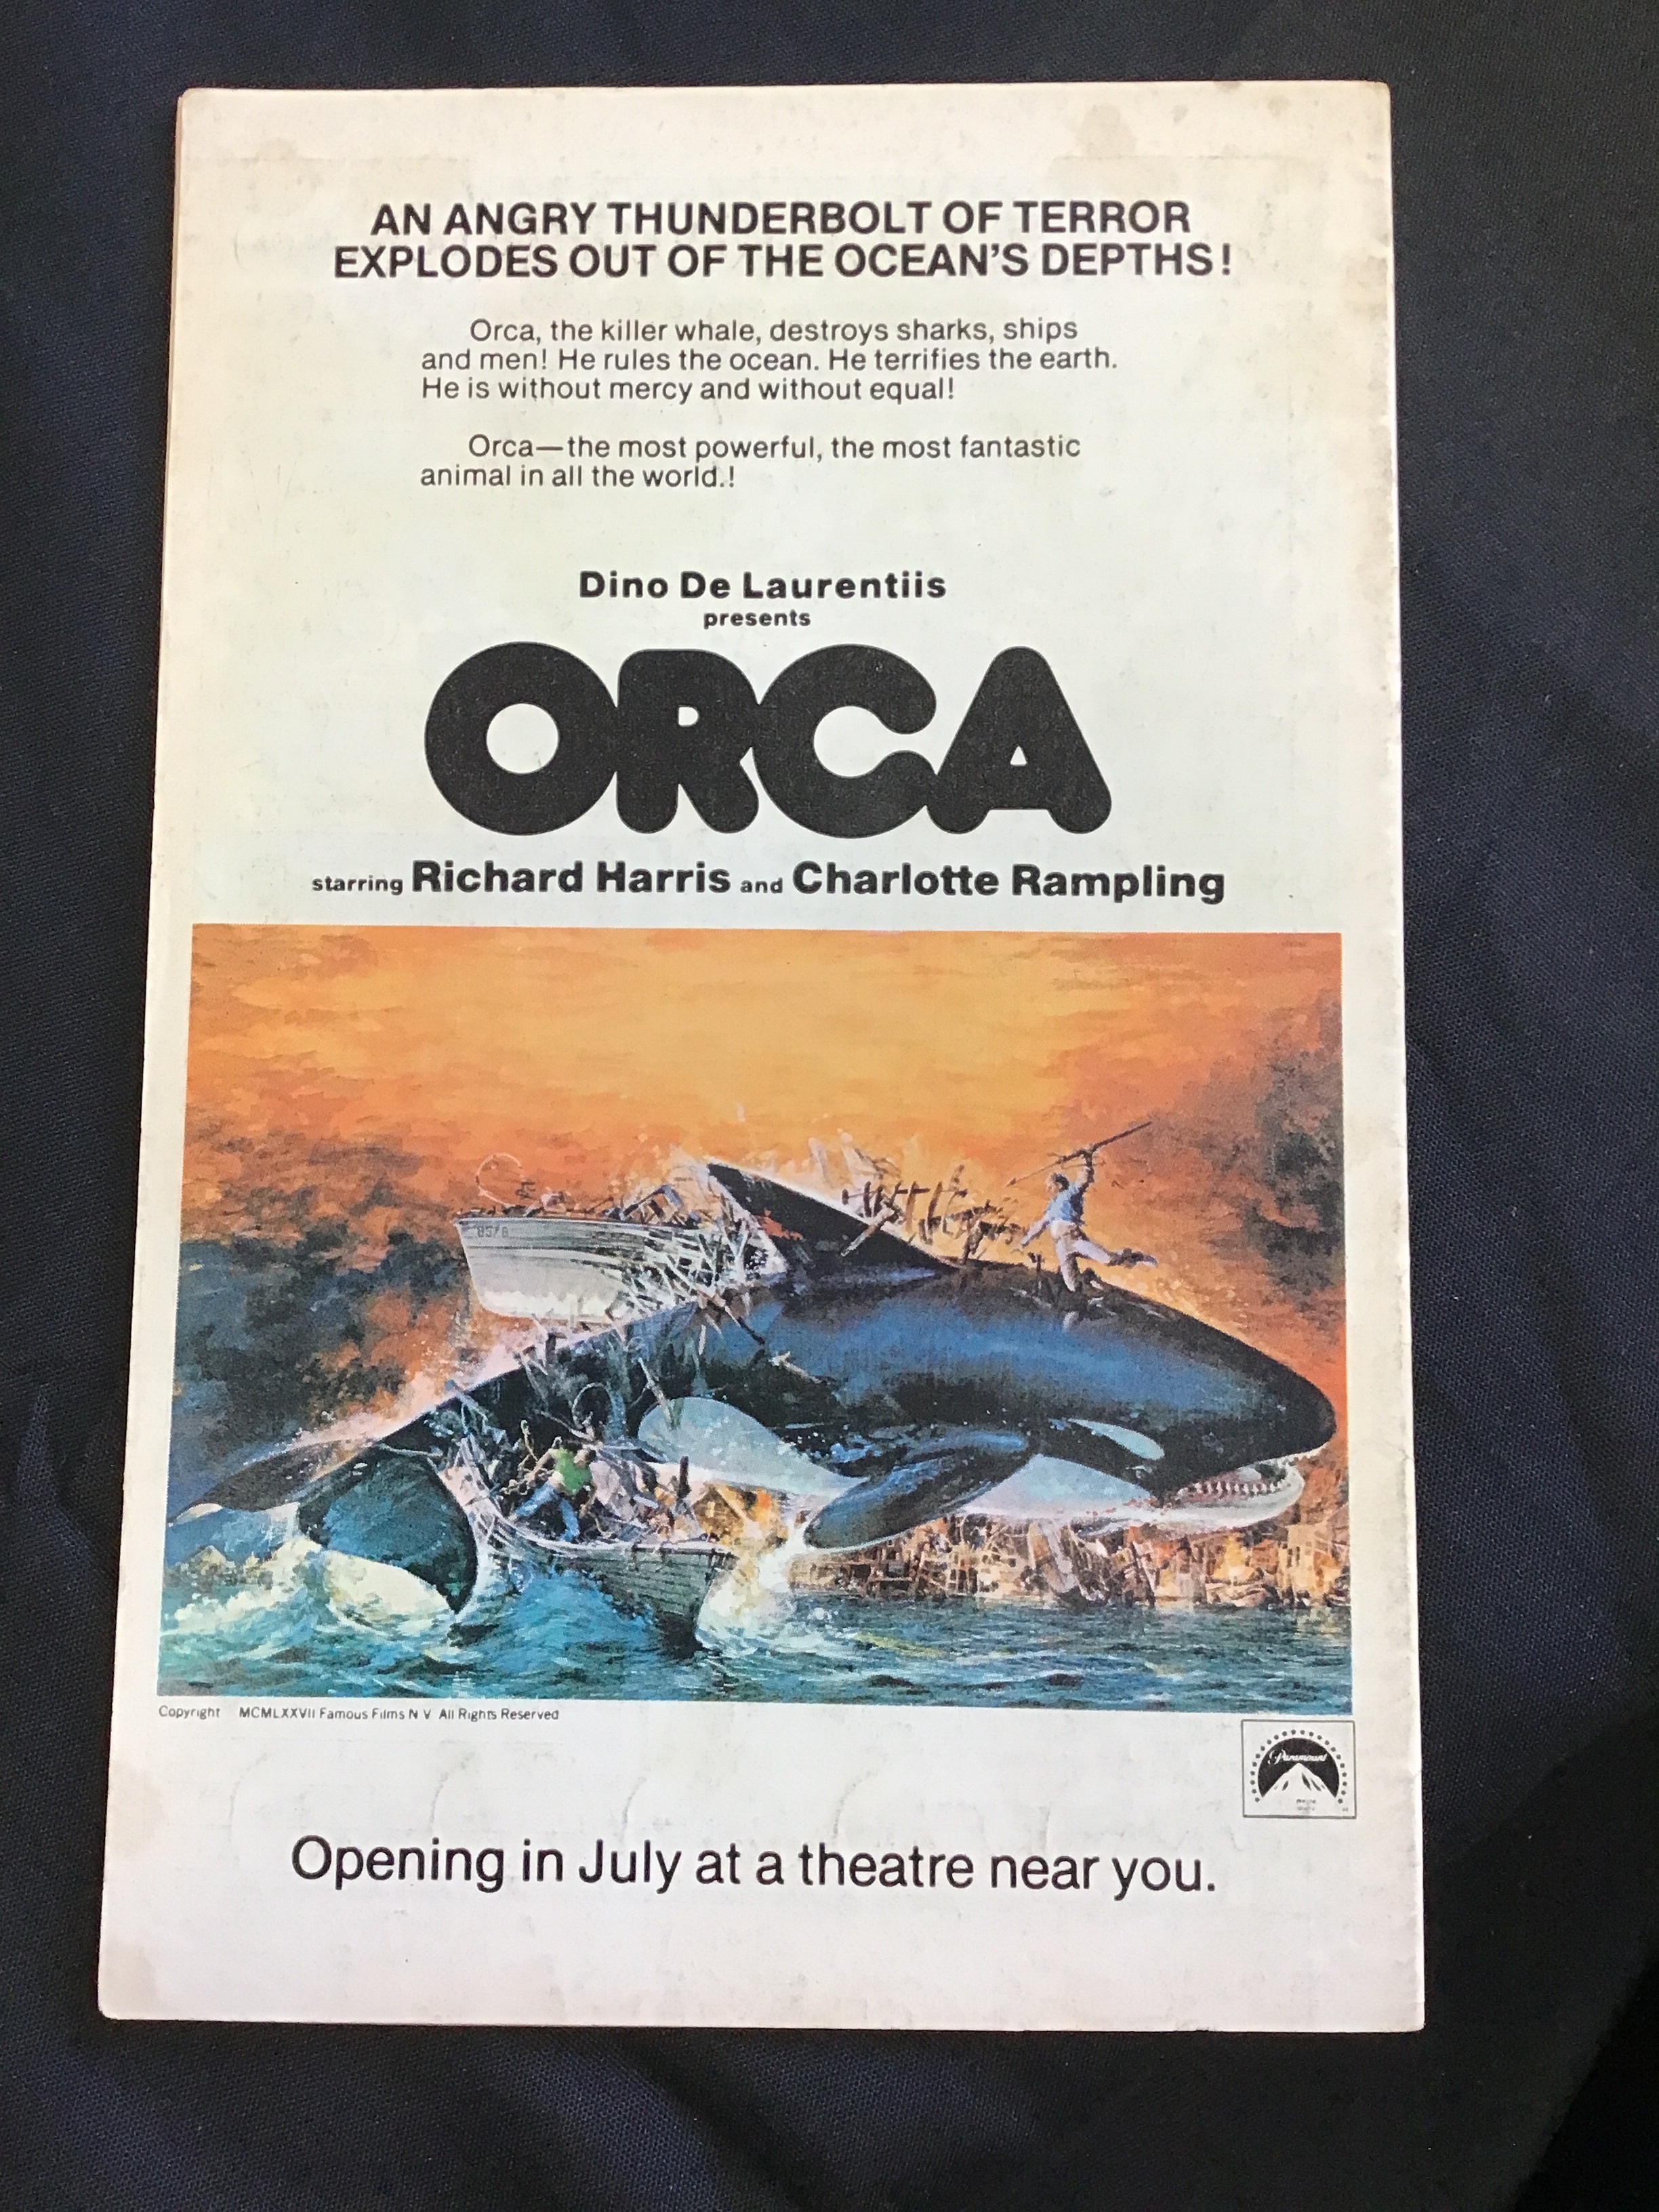 AN ANGRY THUNDERBOLT OF TERROR
EXPLODES OUT OF THE OCEAN'S DEPTHS!
Orca, the killer whale, destroys sharks, ships
and men! He rules the ocean. He terrifies the earth.
He is without mercy and without equal!
Orca—the most powerful, the most fantastic
animal in all the world.!
Dino De Laurentiis
presents
ORCA
starring Richard Harris and Charlotte Rampling
Copyright MCMLXXVII Famous Films N V All Rights Reserved
Paramount
Opening in July at a theatre near you.